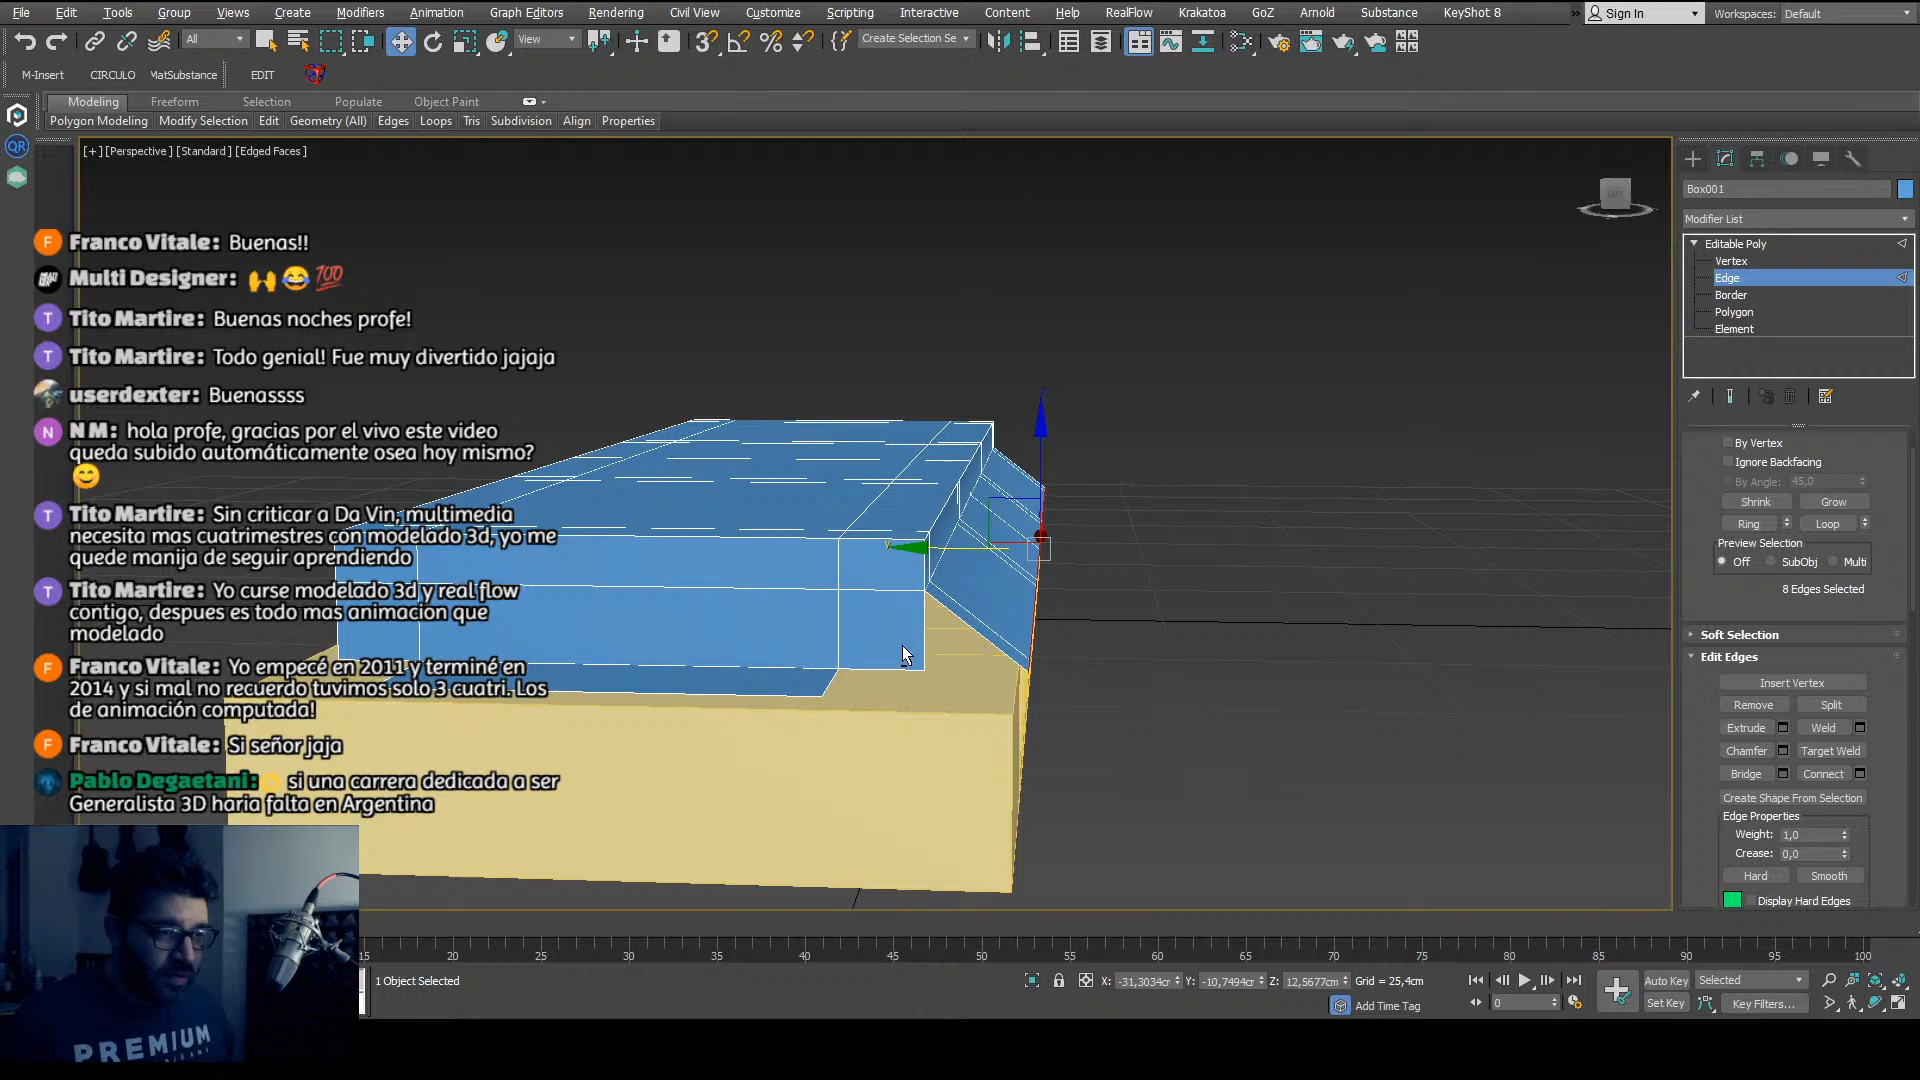 File Edit Tools Group Views Create Modifiers Animation Graph Editors Rendering Civil View Customize Scripting Interactive Content Help RealFlow Krakatoa GoZ Arnold Substance KeyShot 8 Sign In Workspaces: Default
All View Create Selection Se
M-Insert CIRCULO MatSubstance EDIT
Modeling Freeform Selection Populate Object Paint
Polygon Modeling Modify Selection Edit Geometry (All) Edges Loops Tris Subdivision Align Properties
QR
[+] [Perspective] [Standard] [Edged Faces]
LEFT
Box001
Modifier List
Editable Poly
Vertex
Edge
Border
Polygon
Element
F Franco Vitale: Buenas!!
Multi Designer: 🙌😂💯
T Tito Martire: Buenas noches profe!
T Tito Martire: Todo genial! Fue muy divertido jajaja
userdexter: Buenassss
N N M: hola profe, gracias por el vivo este video
queda subido automáticamente osea hoy mismo?
😊
T Tito Martire: Sin criticar a Da Vin, multimedia
necesita mas cuatrimestres con modelado 3d, yo me
quede manija de seguir aprendiendo
T Tito Martire: Yo curse modelado 3d y real flow
contigo, despues es todo mas animacion que
modelado
F Franco Vitale: Yo empecé en 2011 y terminé en
2014 y si mal no recuerdo tuvimos solo 3 cuatri. Los
de animación computada!
F Franco Vitale: Si señor jaja
Pablo Degaetani: si una carrera dedicada a ser
Generalista 3D haria falta en Argentina
y
z
By Vertex
Ignore Backfacing
By Angle: 45,0
Shrink Grow
Ring Loop
Preview Selection
Off SubObj Multi
8 Edges Selected
Soft Selection
Edit Edges
Insert Vertex
Remove Split
Extrude Weld
Chamfer Target Weld
Bridge Connect
Create Shape From Selection
Edge Properties
Weight: 1,0
Crease: 0,0
Hard Smooth
Display Hard Edges
PREMIUM
15 20 25 30 35 40 45 50 55 60 65 70 75 80 85 90 95 100
1 Object Selected X: -31,3034cr Y: -10,7494cr Z: 12,5677cm Grid = 25,4cm Auto Key Selected
Add Time Tag 0 Set Key Key Filters...